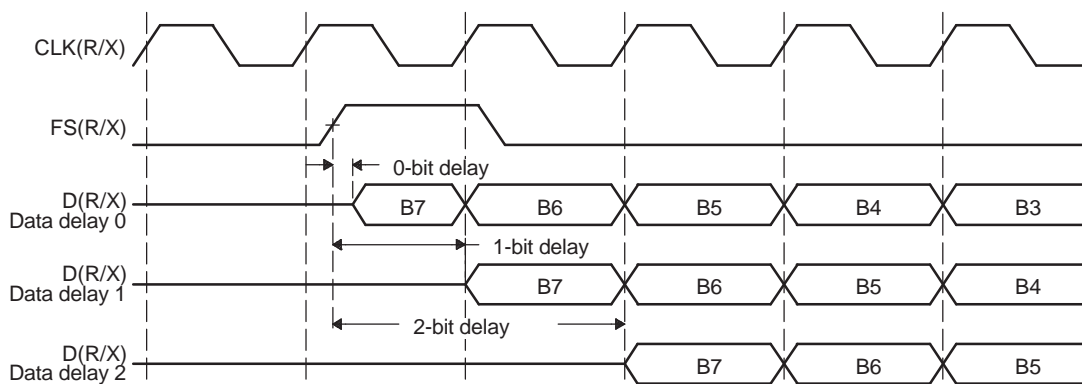 CLK(R/X)
FS(R/X)
0-bit delay
D(R/X)
Data delay 0
B7 B6 B5 B4 B3
1-bit delay
D(R/X)
Data delay 1
B7 B6 B5 B4
2-bit delay
D(R/X)
Data delay 2
B7 B6 B5